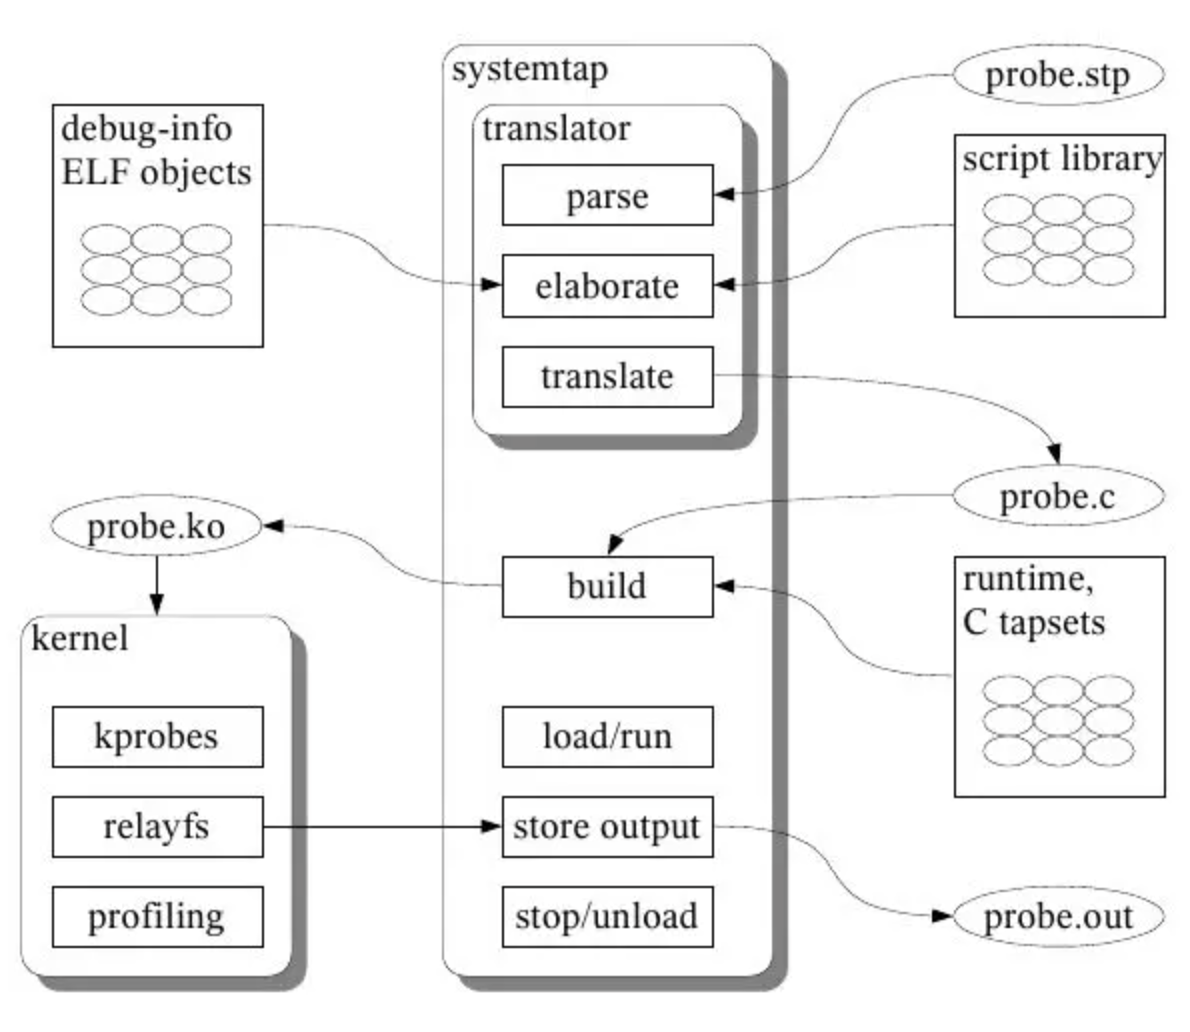 systemtap
probe.stp
debug-info
ELF objects
translator
script library
parse
elaborate
translate
probe.c
probe.ko
build
runtime,
C tapsets
kernel
kprobes
load/run
relayfs
store output
profiling
stop/unload
probe.out